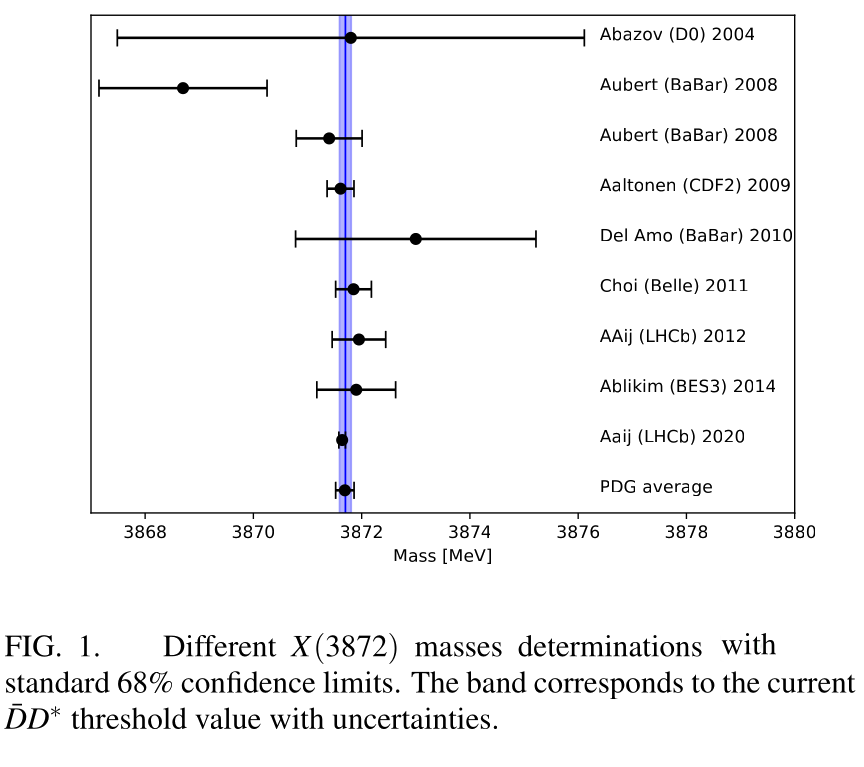 Abazov (D0) 2004
Aubert (BaBar) 2008
Aubert (BaBar) 2008
Aaltonen (CDF2) 2009
Del Amo (BaBar) 2010
Choi (Belle) 2011
AAij (LHCb) 2012
Ablikim (BES3) 2014
Aaij (LHCb) 2020
PDG average
3868 3870 3872 3874 3876 3878 3880
Mass [MeV]
FIG. 1. Different X(3872) masses determinations with
standard 68% confidence limits. The band corresponds to the current
D̄D* threshold value with uncertainties.